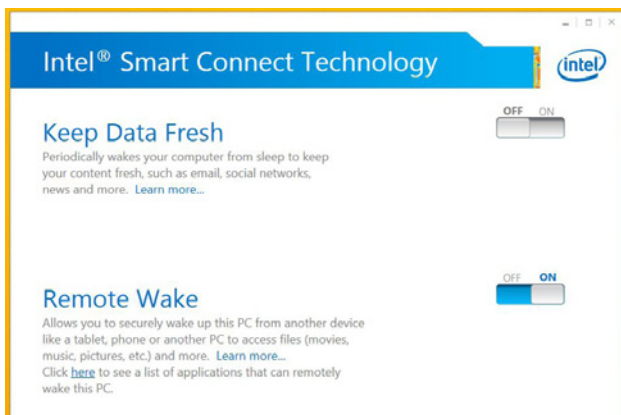 Intel® Smart Connect Technology
intel
OFF ON
Keep Data Fresh
Periodically wakes your computer from sleep to keep
your content fresh, such as email, social networks,
news and more. Learn more...
OFF ON
Remote Wake
Allows you to securely wake up this PC from another device
like a tablet, phone or another PC to access files (movies,
music, pictures, etc.) and more. Learn more...
Click here to see a list of applications that can remotely
wake this PC.